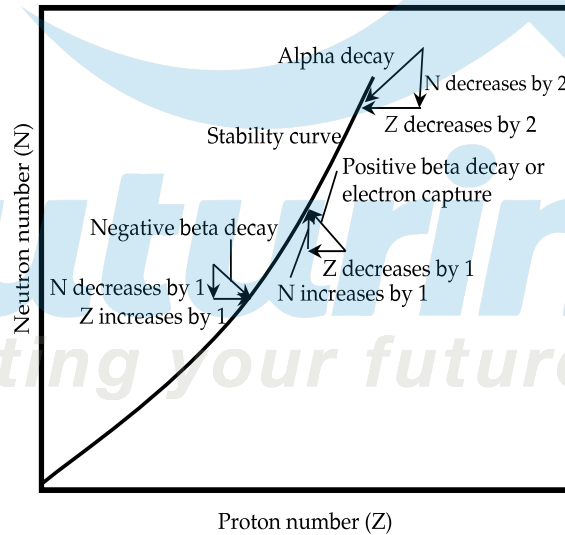 Alpha decay
N decreases by 2
Z decreases by 2
Stability curve
Positive beta decay or
electron capture
Negative beta decay
Z decreases by 1
N decreases by 1
N increases by 1
Z increases by 1
Neutron number (N)
ting your future
Proton number (Z)